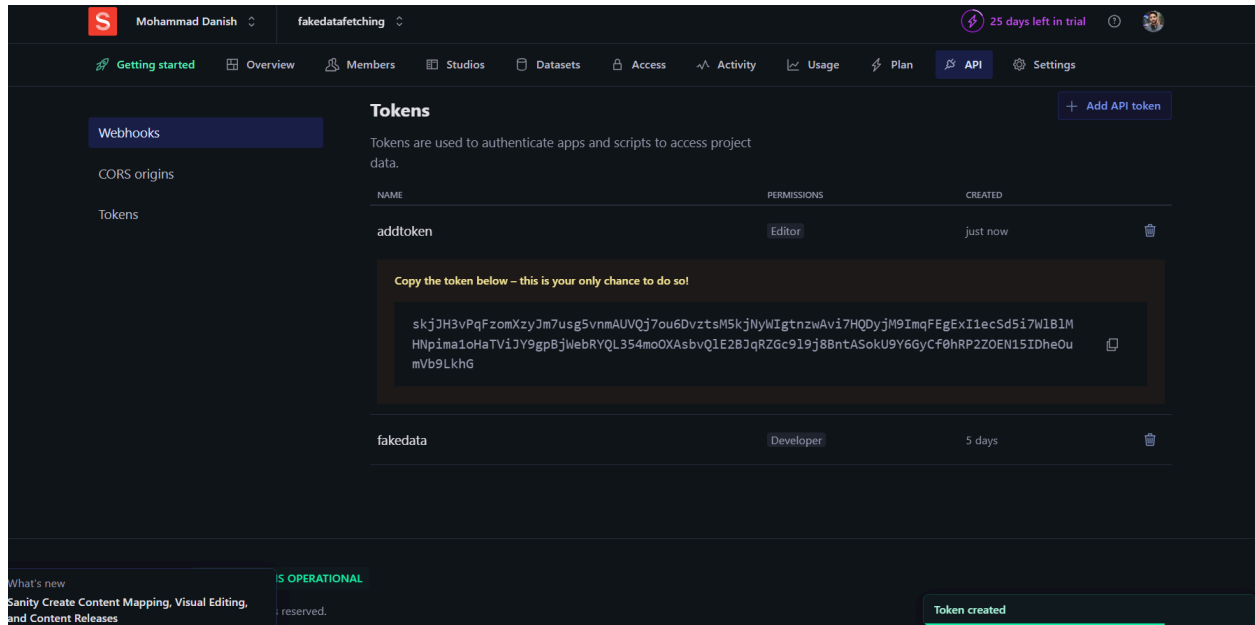 S
Mohammad Danish
fakedatafetching
25 days left in trial
Getting started
Overview
Members
Studios
Datasets
Access
Activity
Usage
Plan
API
Settings
Webhooks
CORS origins
Tokens
Tokens
+ Add API token
Tokens are used to authenticate apps and scripts to access project
data.
NAME PERMISSIONS CREATED
addtoken Editor just now
Copy the token below – this is your only chance to do so!
skjJH3vPqFzomXzyJm7usg5vnmAUVQj7ou6DvztsM5kjNyWIgtnzwAvi7HQDyjM9ImqFEgExI1ecSd5i7WlBlM
HNpima1oHaTViJY9gpBjWebRYQL354moOXAsbvQlE2BJqRZGc9l9j8BntASokU9Y6GyCf0hRP2ZOEN15IDheOu
mVb9LkhG
fakedata Developer 5 days
What's new
Sanity Create Content Mapping, Visual Editing,
and Content Releases
S OPERATIONAL
reserved.
Token created